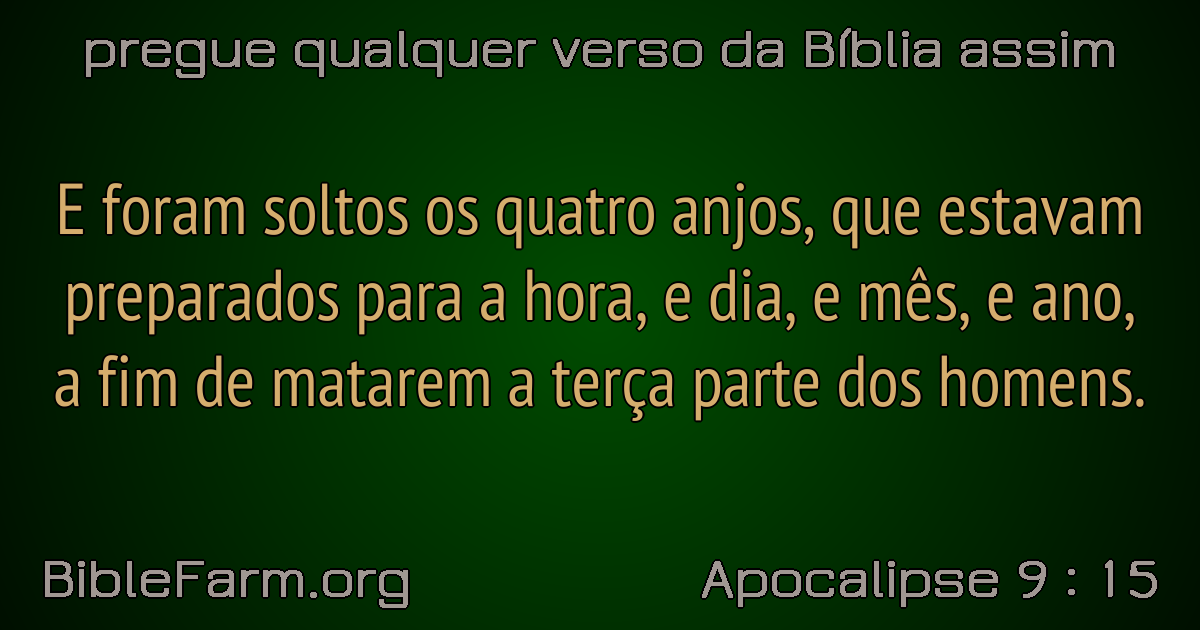 pregue qualquer verso da Bíblia assim
E foram soltos os quatro anjos, que estavam
preparados para a hora, e dia, e mês, e ano,
a fim de matarem a terça parte dos homens.
BibleFarm.org
Apocalipse 9 : 15